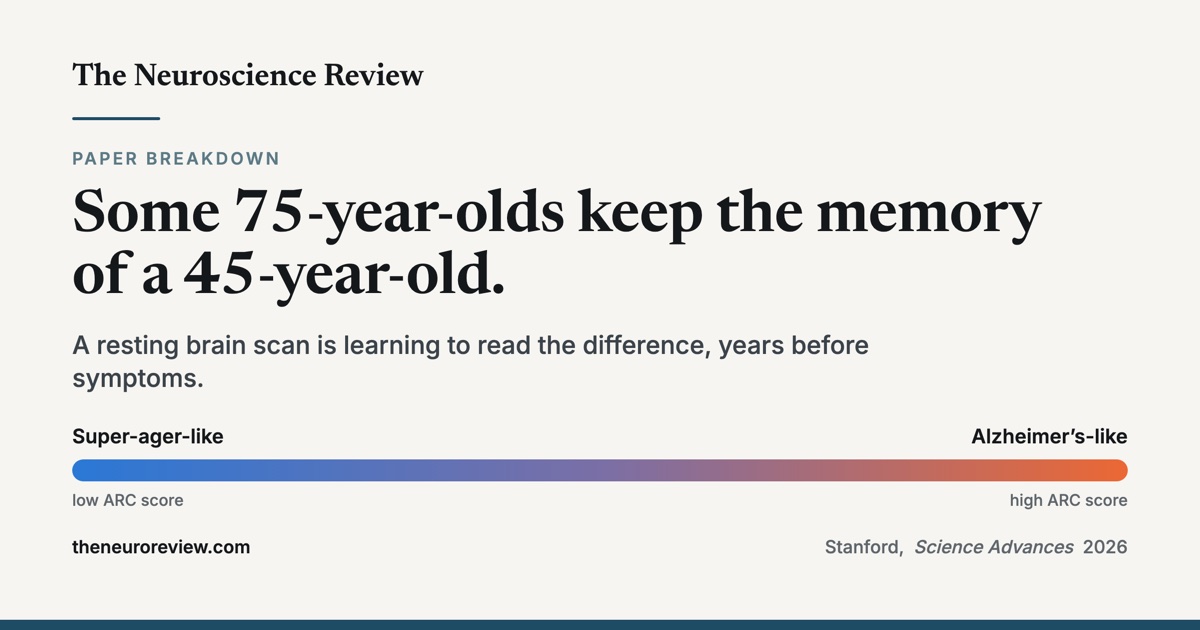 The Neuroscience Review
PAPER BREAKDOWN
Some 75-year-olds keep the memory
of a 45-year-old.
A resting brain scan is learning to read the difference, years before
symptoms.
Super-ager-like
Alzheimer’s-like
low ARC score
high ARC score
theneuroreview.com
Stanford, Science Advances 2026